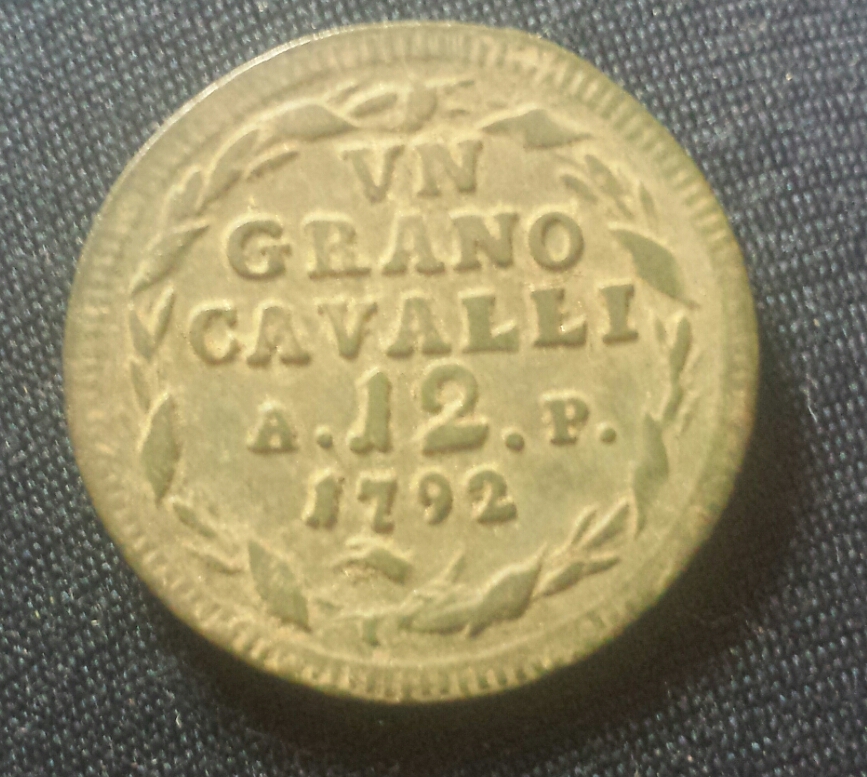 VN
GRANO
CAVALLI
A.12.P.
1792